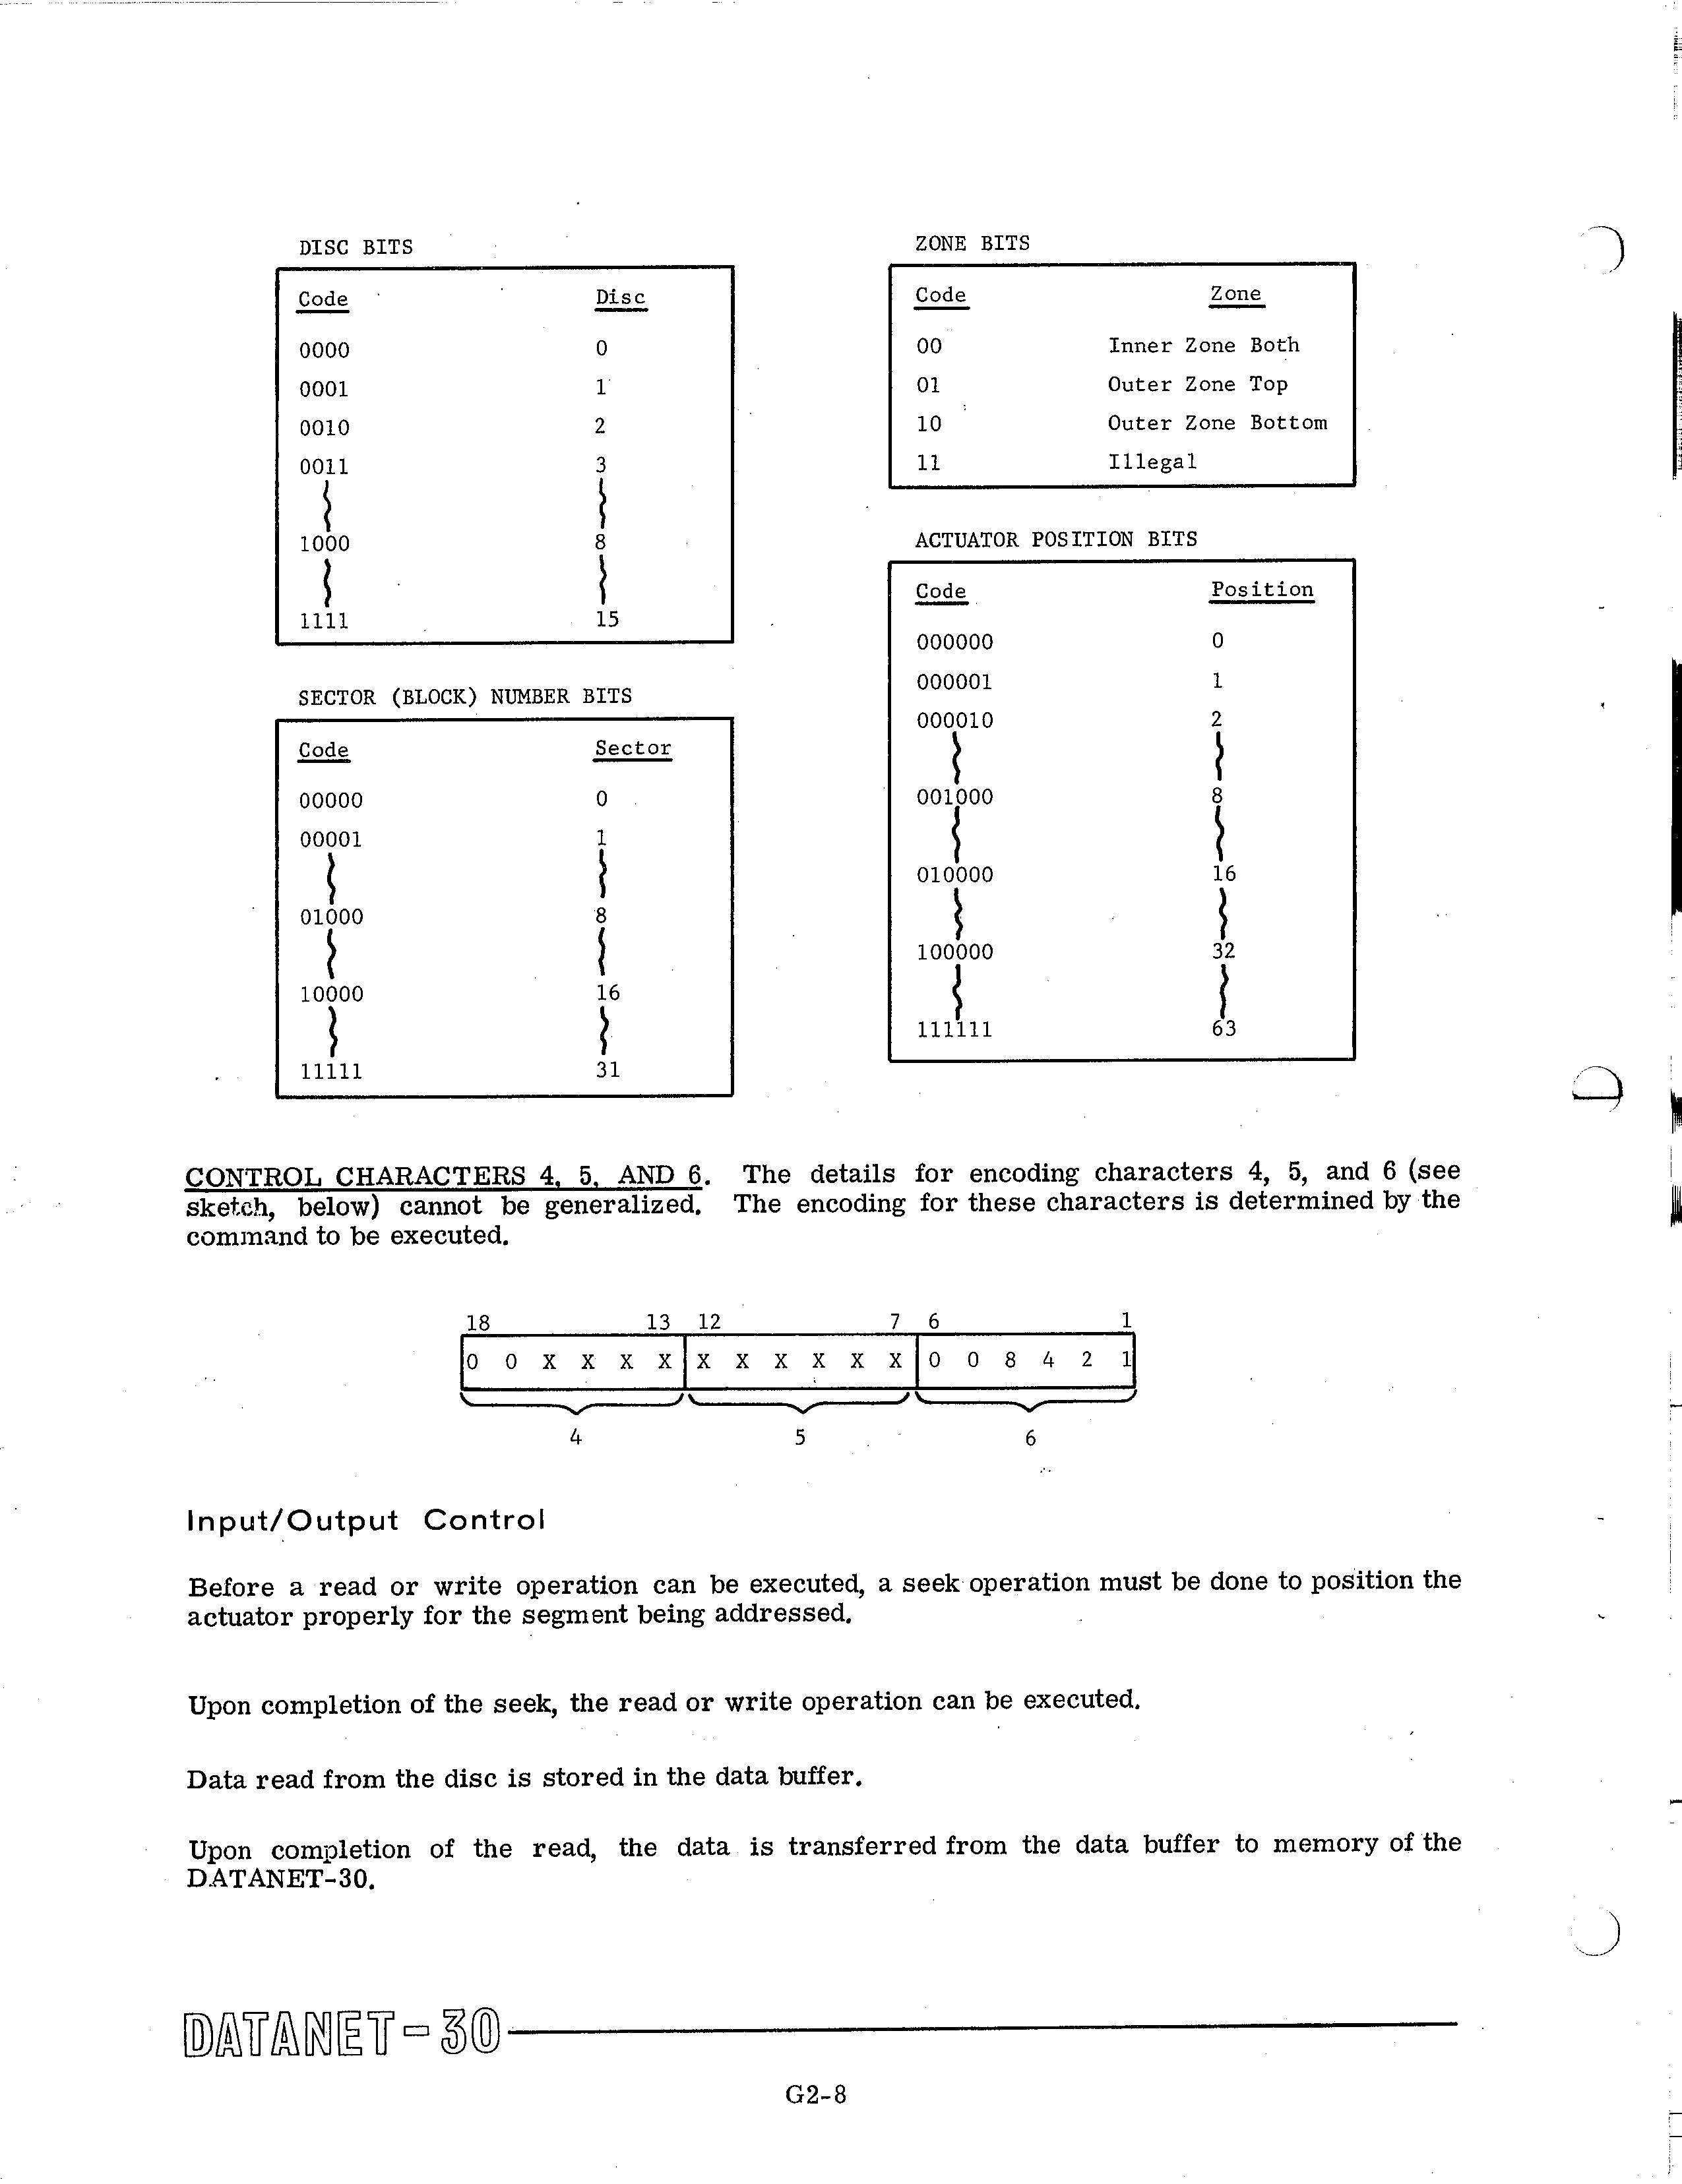 DISC BITS
Code Disc
0000 0
0001 1
0010 2
0011 3
1000 8
1111 15
SECTOR (BLOCK) NUMBER BITS
Code Sector
00000 0
00001 1
01000 8
10000 16
11111 31
ZONE BITS
Code Zone
00 Inner Zone Both
01 Outer Zone Top
10 Outer Zone Bottom
11 Illegal
ACTUATOR POSITION BITS
Code Position
000000 0
000001 1
000010 2
001000 8
010000 16
100000 32
111111 63
CONTROL CHARACTERS 4, 5, AND 6. The details for encoding characters 4, 5, and 6 (see
sketch, below) cannot be generalized. The encoding for these characters is determined by the
command to be executed.
18 13 12 7 6 1
0 0 X X X X X X X X X X 0 0 8 4 2 1
4 5 6
Input/Output Control
Before a read or write operation can be executed, a seek operation must be done to position the
actuator properly for the segment being addressed.
Upon completion of the seek, the read or write operation can be executed.
Data read from the disc is stored in the data buffer.
Upon completion of the read, the data is transferred from the data buffer to memory of the
DATANET-30.
DATANET-30
G2-8